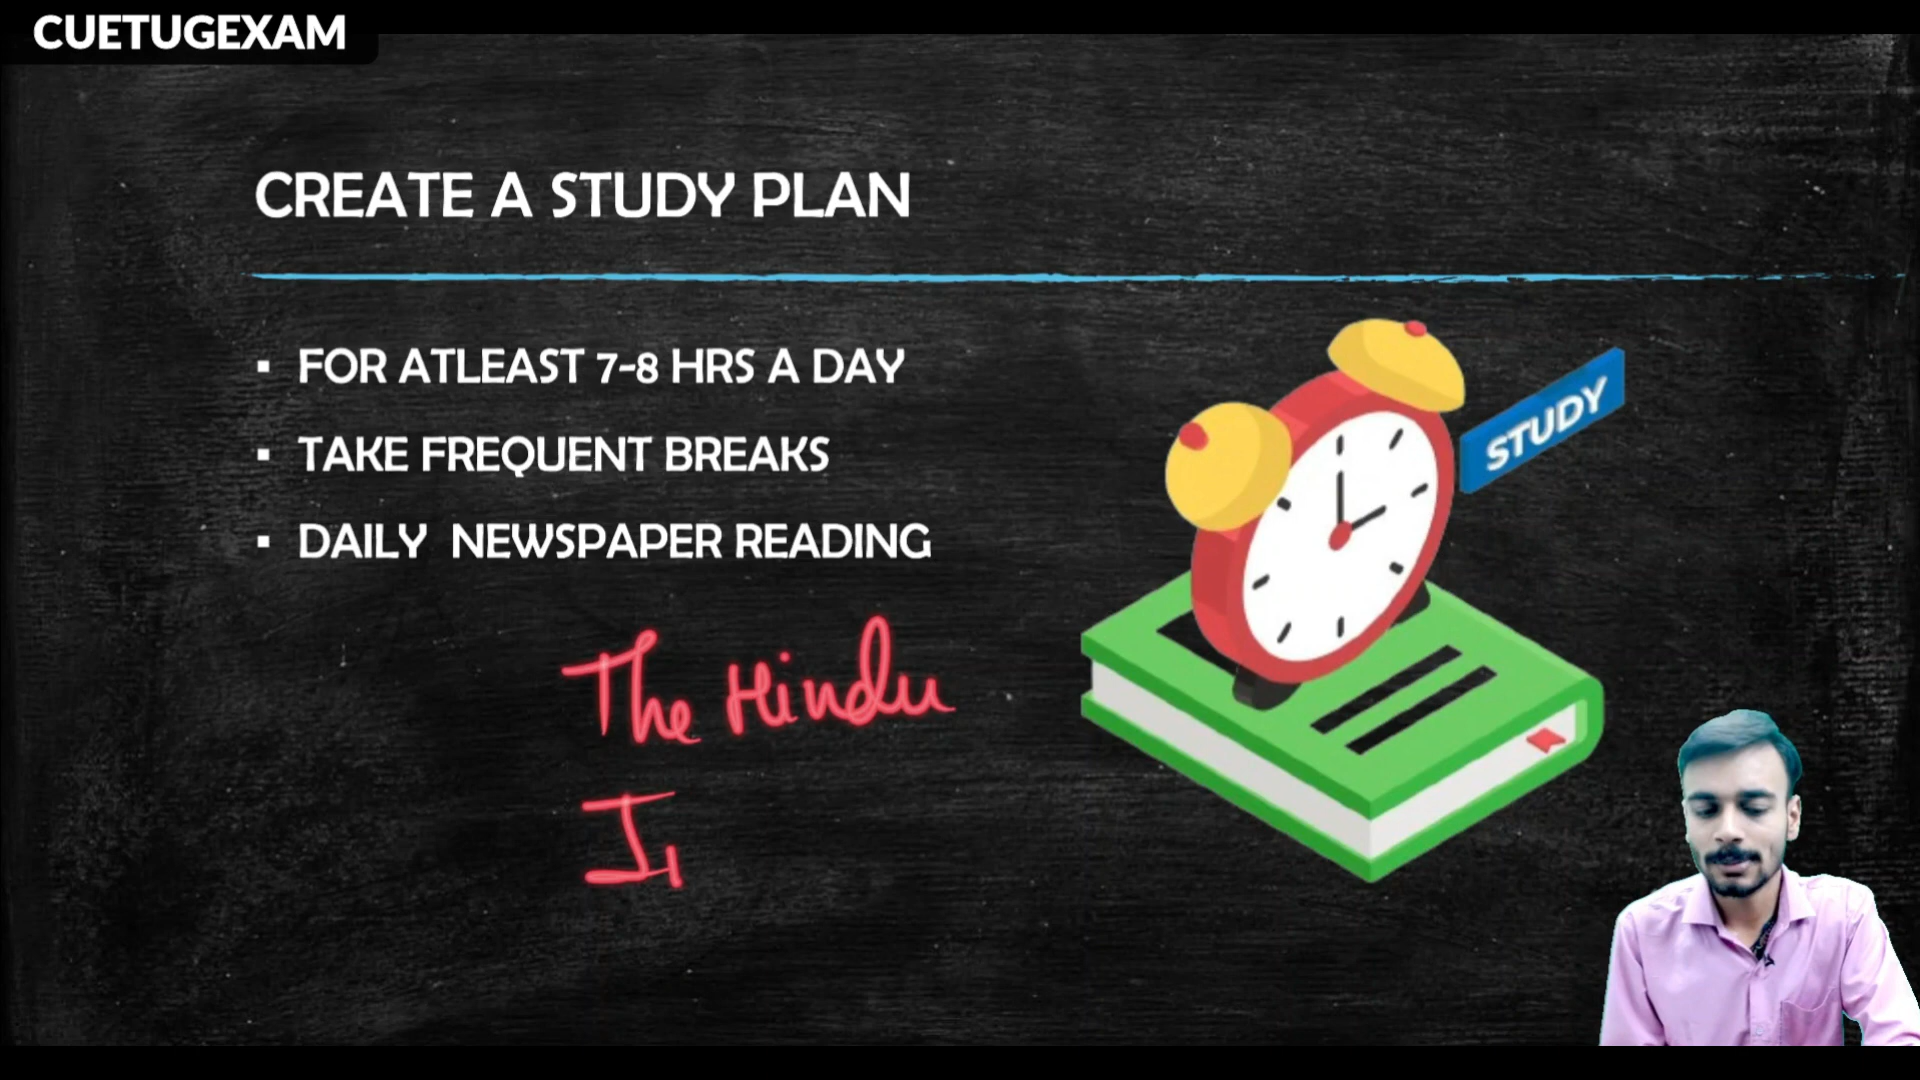 CUETUGEXAM
CREATE A STUDY PLAN
▪ FOR ATLEAST 7-8 HRS A DAY
▪ TAKE FREQUENT BREAKS
▪ DAILY NEWSPAPER READING
STUDY
The Hindu